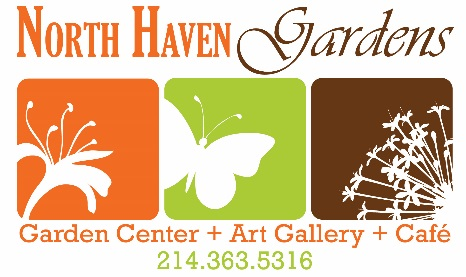 North Haven Gardens
Garden Center + Art Gallery + Café
214.363.5316